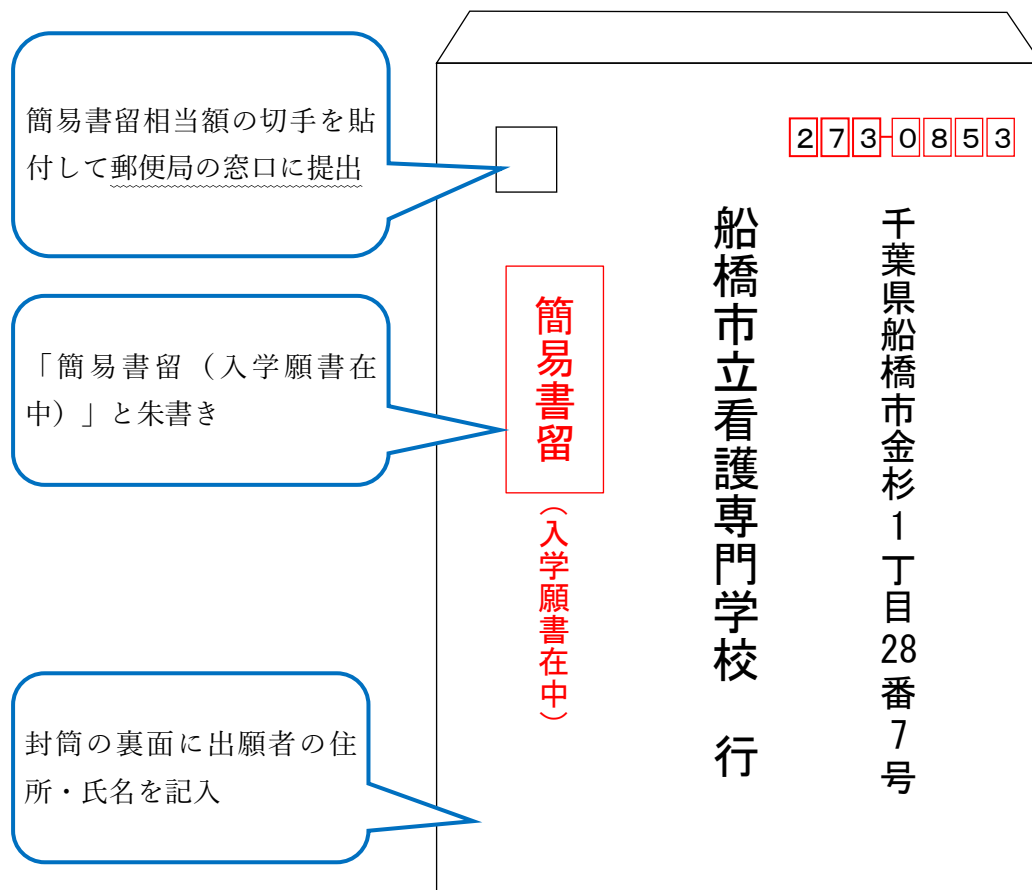 簡易書留相当額の切手を貼
付して郵便局の窓口に提出
「簡易書留（入学願書在
中）」と朱書き
封筒の裏面に出願者の住
所・氏名を記入
273-0853
千葉県船橋市金杉1丁目28番7号
船橋市立看護専門学校　行
簡易書留
（入学願書在中）